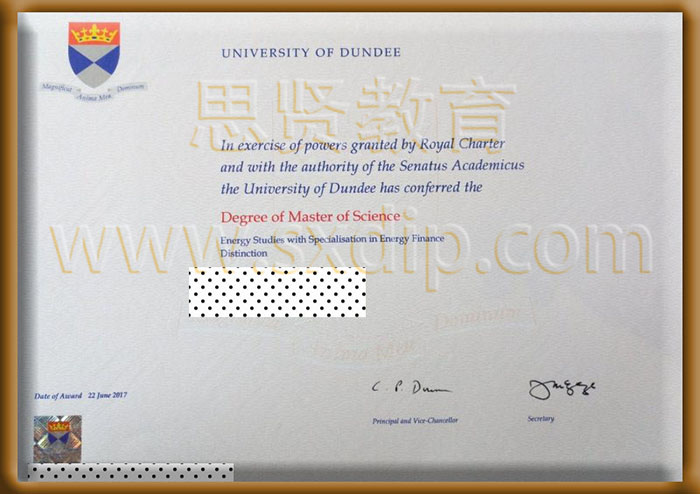 UNIVERSITY OF DUNDEE
Magnificat Anima Mea Dominum
思贤教育
In exercise of powers granted by Royal Charter
and with the authority of the Senatus Academicus
the University of Dundee has conferred the
Degree of Master of Science
Energy Studies with Specialisation in Energy Finance
Distinction
www.sxdip.com
Anima Mea Dominum
Date of Award 22 June 2017
Principal and Vice-Chancellor
Secretary